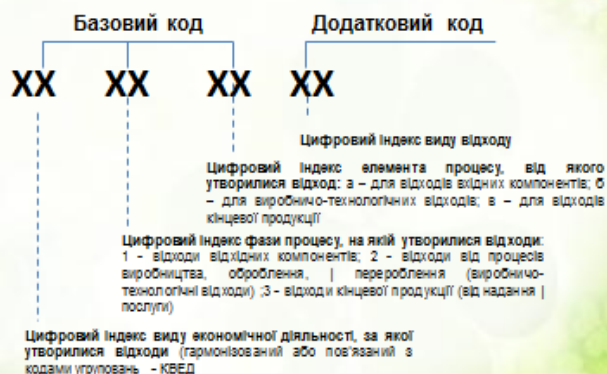 Базовий код Додатковий код
XX XX XX XX
Цифровий індекс виду відходу
Цифровий індекс елемента процесу, від якого
утворилися відход: а – для відходів вхідних компонентів; б
– для виробничо-технологічних відходів; в – для відходів
кінцевої продукції
Цифровий індекс фази процесу, на якій утворилися відходи:
1 - відходи відхідних компонентів; 2 - відходи від процесів
виробництва, оброблення, | перероблення (виробничо-
технологічні відходи) ;3 - відходи кінцевої продукції (від надання |
послуги)
Цифровий індекс виду економічної діяльності, за якої
утворилися відходи (гармонізований або пов'язаний з
кодами угруповань - КВЕД